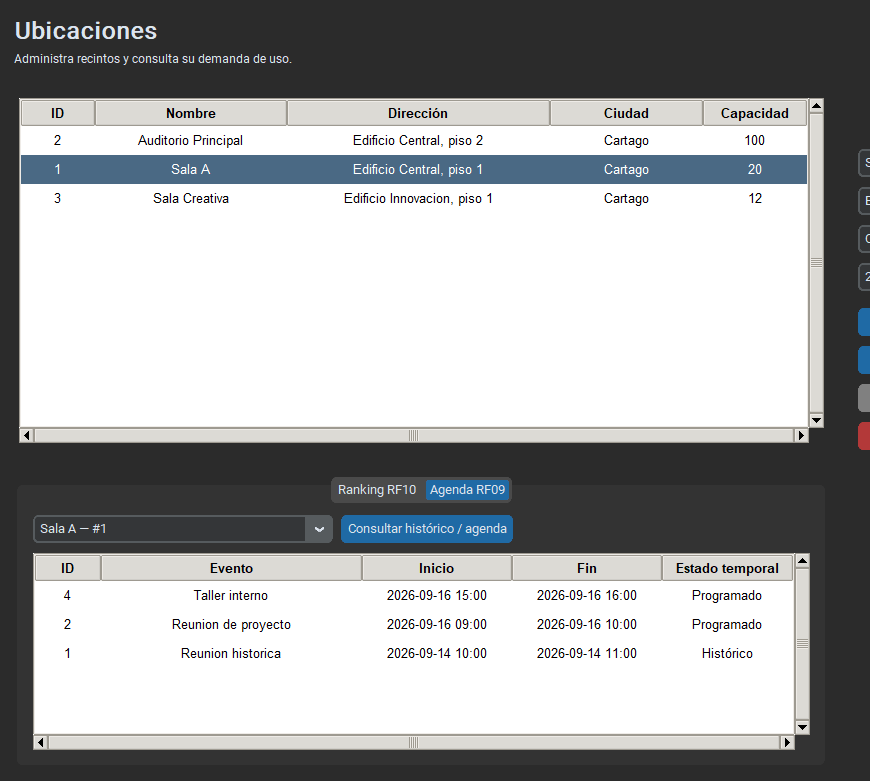 Ubicaciones
Administra recintos y consulta su demanda de uso.
ID Nombre Dirección Ciudad Capacidad
2 Auditorio Principal Edificio Central, piso 2 Cartago 100
1 Sala A Edificio Central, piso 1 Cartago 20
3 Sala Creativa Edificio Innovacion, piso 1 Cartago 12
Ranking RF10 Agenda RF09
Sala A — #1 Consultar histórico / agenda
ID Evento Inicio Fin Estado temporal
4 Taller interno 2026-09-16 15:00 2026-09-16 16:00 Programado
2 Reunion de proyecto 2026-09-16 09:00 2026-09-16 10:00 Programado
1 Reunion historica 2026-09-14 10:00 2026-09-14 11:00 Histórico